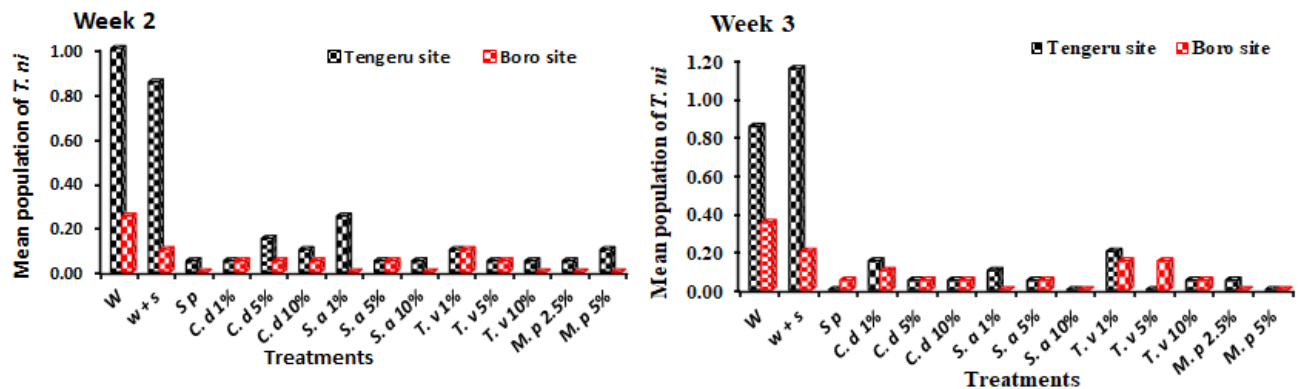 Week 2
Tengeru site
Boro site
Mean population of T. ni
1.00
0.80
0.60
0.40
0.20
0.00
W
w + s
S p
C. d 1%
C. d 5%
C. d 10%
S. a 1%
S. a 5%
S. a 10%
T. v 1%
T. v 5%
T. v 10%
M. p 2.5%
M. p 5%
Treatments
Week 3
Tengeru site
Boro site
Mean population of T. ni
1.20
1.00
0.80
0.60
0.40
0.20
0.00
W
w + s
S p
C. d 1%
C. d 5%
C. d 10%
S. a 1%
S. a 5%
S. a 10%
T. v 1%
T. v 5%
T. v 10%
M. p 2.5%
M. p 5%
Treatments